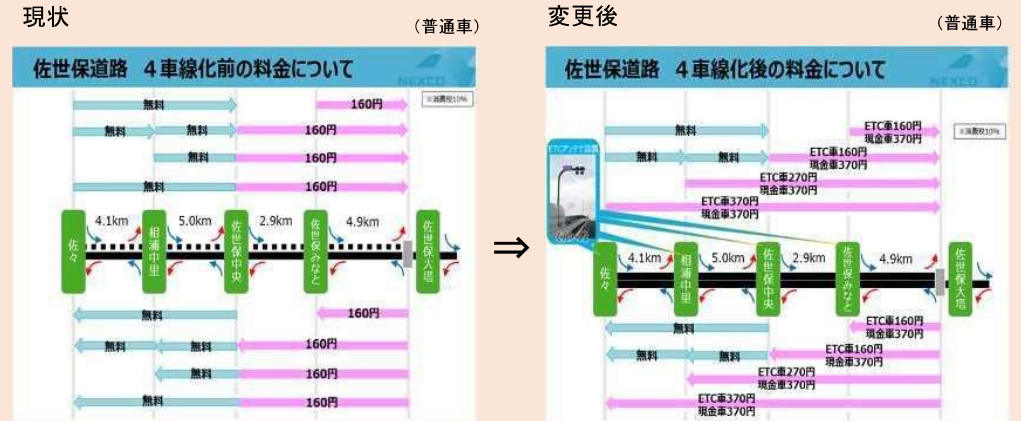 現状
(普通車)
佐世保道路 4車線化前の料金について
NEXCO
※消費税10%
無料
160円
無料
無料
160円
無料
160円
無料
160円
4.1km
5.0km
2.9km
4.9km
佐々
相浦中里
佐世保中央
佐世保みなと
佐世保大塔
160円
無料
無料
無料
160円
無料
160円
無料
160円
⇒
変更後
(普通車)
佐世保道路 4車線化後の料金について
NEXCO
※消費税10%
ETC車160円
現金車370円
無料
無料
無料
ETC車160円
現金車370円
ETC車270円
現金車370円
ETC車370円
現金車370円
ETCアンテナ設置
4.1km
5.0km
2.9km
4.9km
佐々
相浦中里
佐世保中央
佐世保みなと
佐世保大塔
ETC車160円
現金車370円
無料
無料
無料
ETC車160円
現金車370円
ETC車270円
現金車370円
ETC車370円
現金車370円